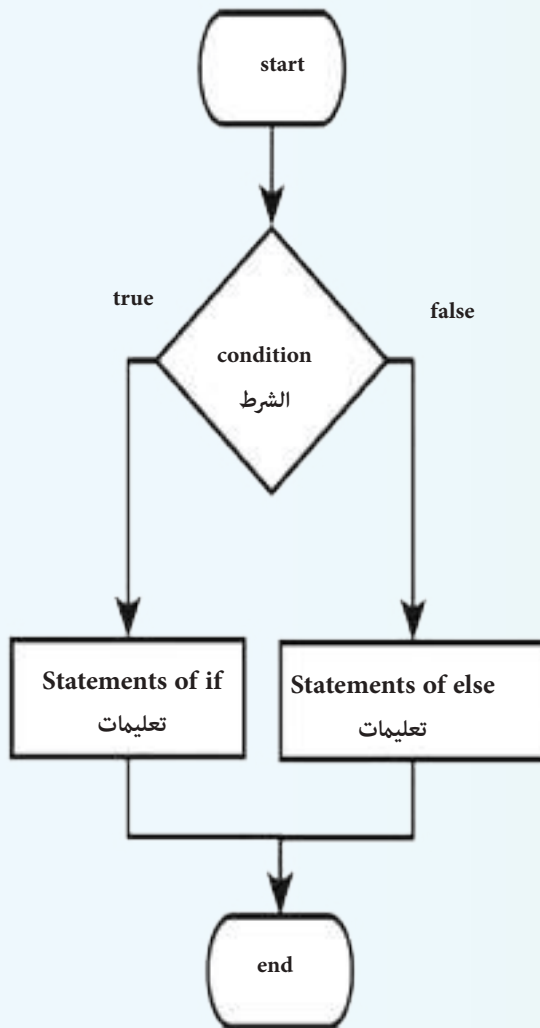 start
true
false
condition
الشرط
Statements of if
تعليمات
Statements of else
تعليمات
end